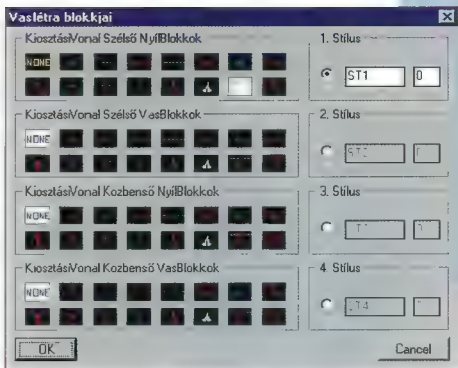 Vaslétra blokkjai
KiosztásiVonal Szélső NyílBlokkok
NONE
1. Stílus
ST1 0
KiosztásiVonal Szélső VasBlokkok
NONE
2. Stílus
KiosztásiVonal Közbenső NyílBlokkok
NONE
3. Stílus
KiosztásiVonal Közbenső VasBlokkok
NONE
4. Stílus
OK
Cancel